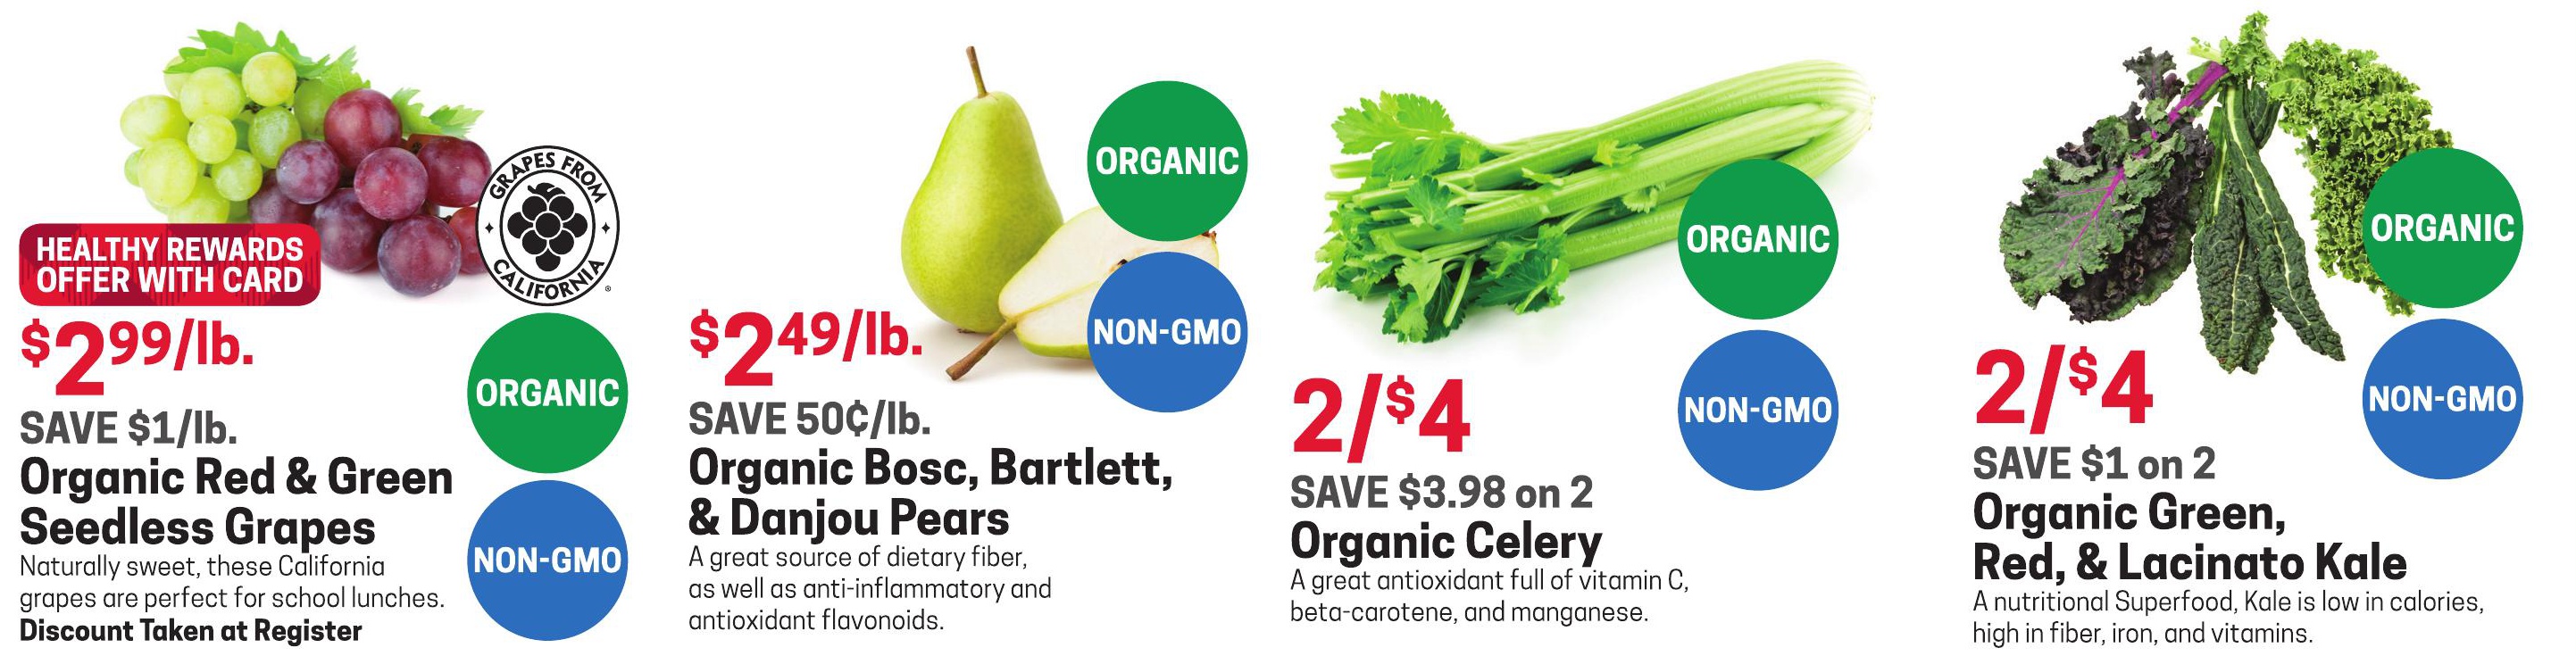 GRAPES FROM
CALIFORNIA
®
HEALTHY REWARDS
OFFER WITH CARD
$2 99/lb.
SAVE $1/lb.
Organic Red & Green
Seedless Grapes
Naturally sweet, these California
grapes are perfect for school lunches.
Discount Taken at Register
ORGANIC
NON-GMO
ORGANIC
NON-GMO
$2 49/lb.
SAVE 50¢/lb.
Organic Bosc, Bartlett,
& Danjou Pears
A great source of dietary fiber,
as well as anti-inflammatory and
antioxidant flavonoids.
ORGANIC
NON-GMO
2/$4
SAVE $3.98 on 2
Organic Celery
A great antioxidant full of vitamin C,
beta-carotene, and manganese.
ORGANIC
NON-GMO
2/$4
SAVE $1 on 2
Organic Green,
Red, & Lacinato Kale
A nutritional Superfood, Kale is low in calories,
high in fiber, iron, and vitamins.